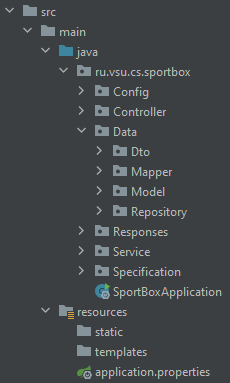 src
main
java
ru.vsu.cs.sportbox
Config
Controller
Data
Dto
Mapper
Model
Repository
Responses
Service
Specification
SportBoxApplication
resources
static
templates
application.properties